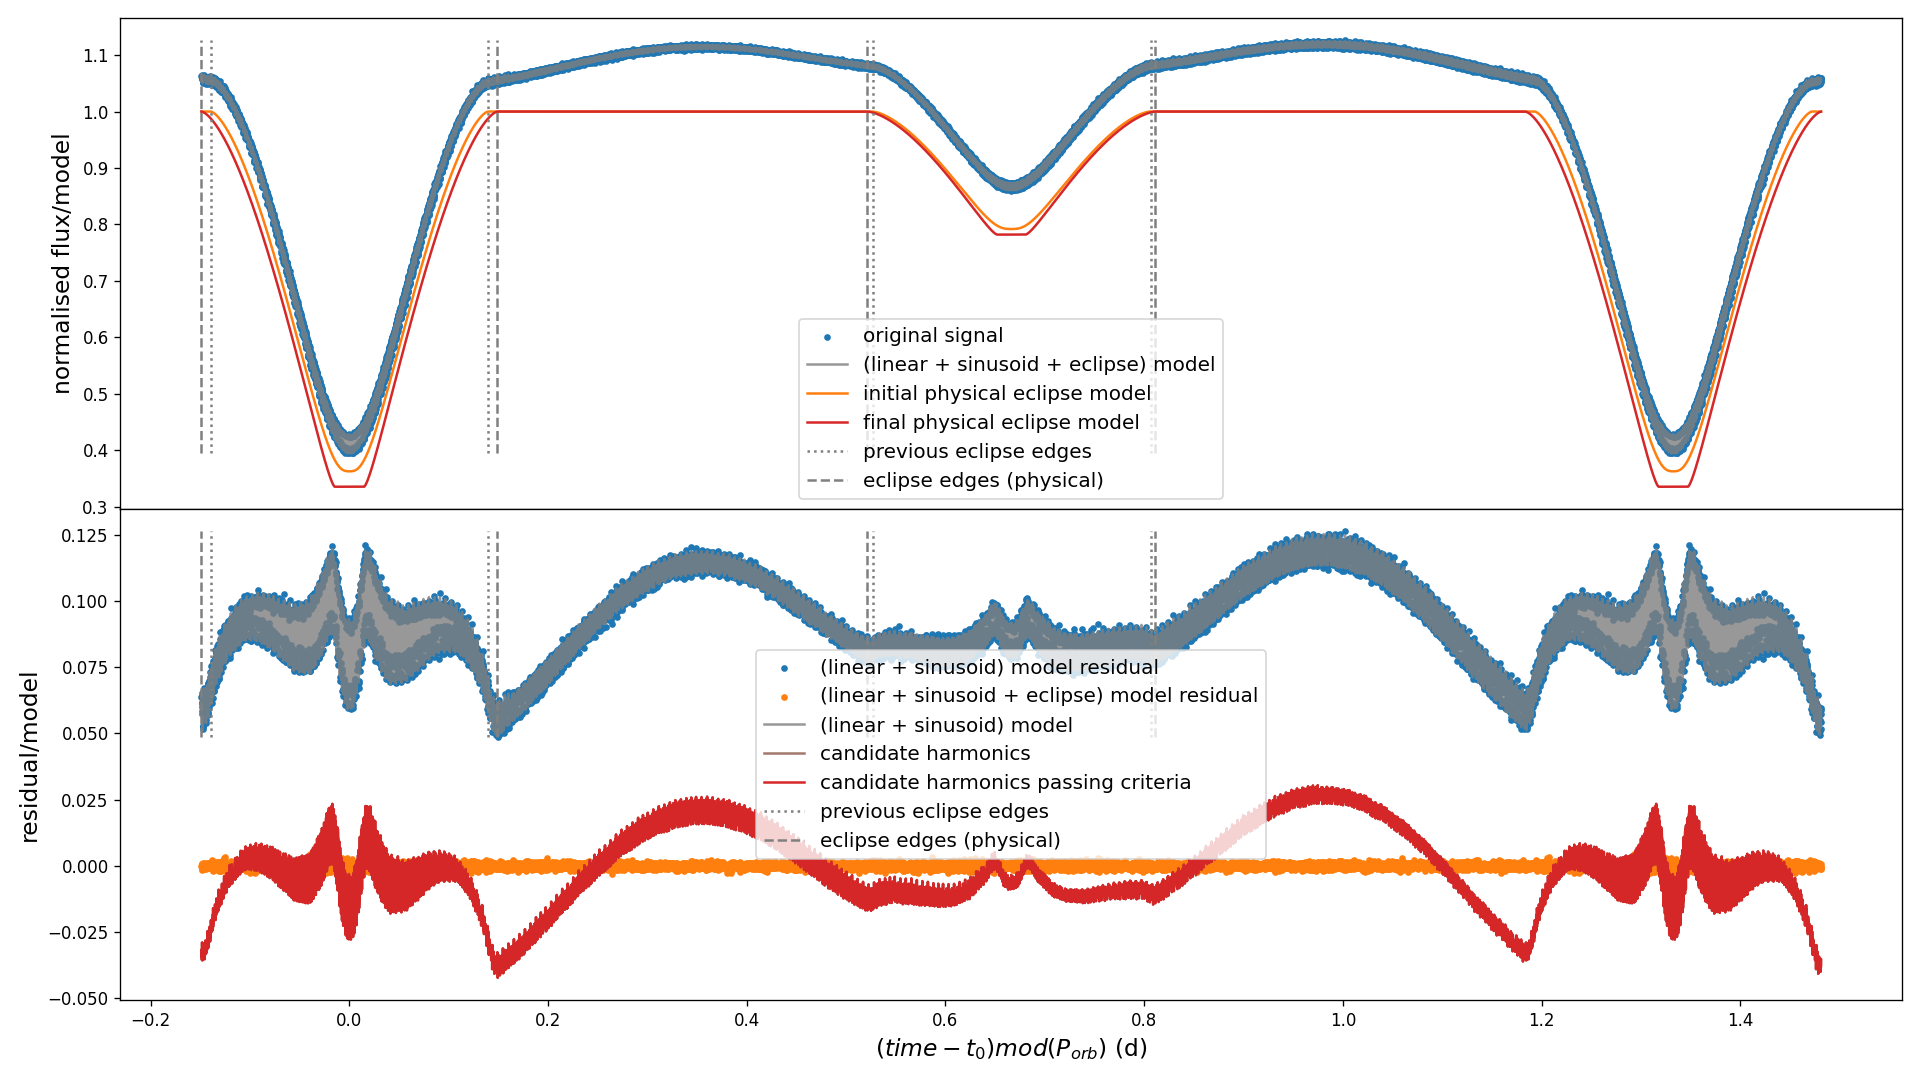 1.1
1.0
0.9
0.8
0.7
0.6
0.5
0.4
0.3
normalised flux/model
original signal
(linear + sinusoid + eclipse) model
initial physical eclipse model
final physical eclipse model
previous eclipse edges
eclipse edges (physical)
0.125
0.100
0.075
0.050
0.025
0.000
−0.025
−0.050
residual/model
(linear + sinusoid) model residual
(linear + sinusoid + eclipse) model residual
(linear + sinusoid) model
candidate harmonics
candidate harmonics passing criteria
previous eclipse edges
eclipse edges (physical)
−0.2 0.0 0.2 0.4 0.6 0.8 1.0 1.2 1.4
(time − t₀)mod(Pₒᵣb) (d)